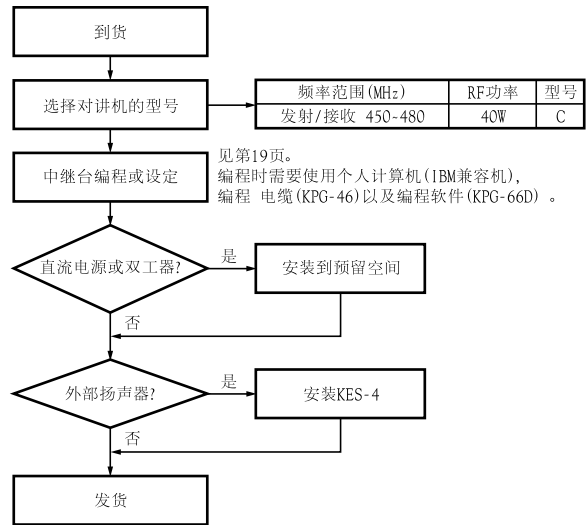 到货
选择对讲机的型号
频率范围(MHz) RF功率 型号
发射/接收 450~480 40W C
中继台编程或设定
见第19页。
编程时需要使用个人计算机(IBM兼容机),
编程 电缆(KPG-46)以及编程软件(KPG-66D) 。
直流电源或双工器?
是
安装到预留空间
否
外部扬声器?
是
安装KES-4
否
发货